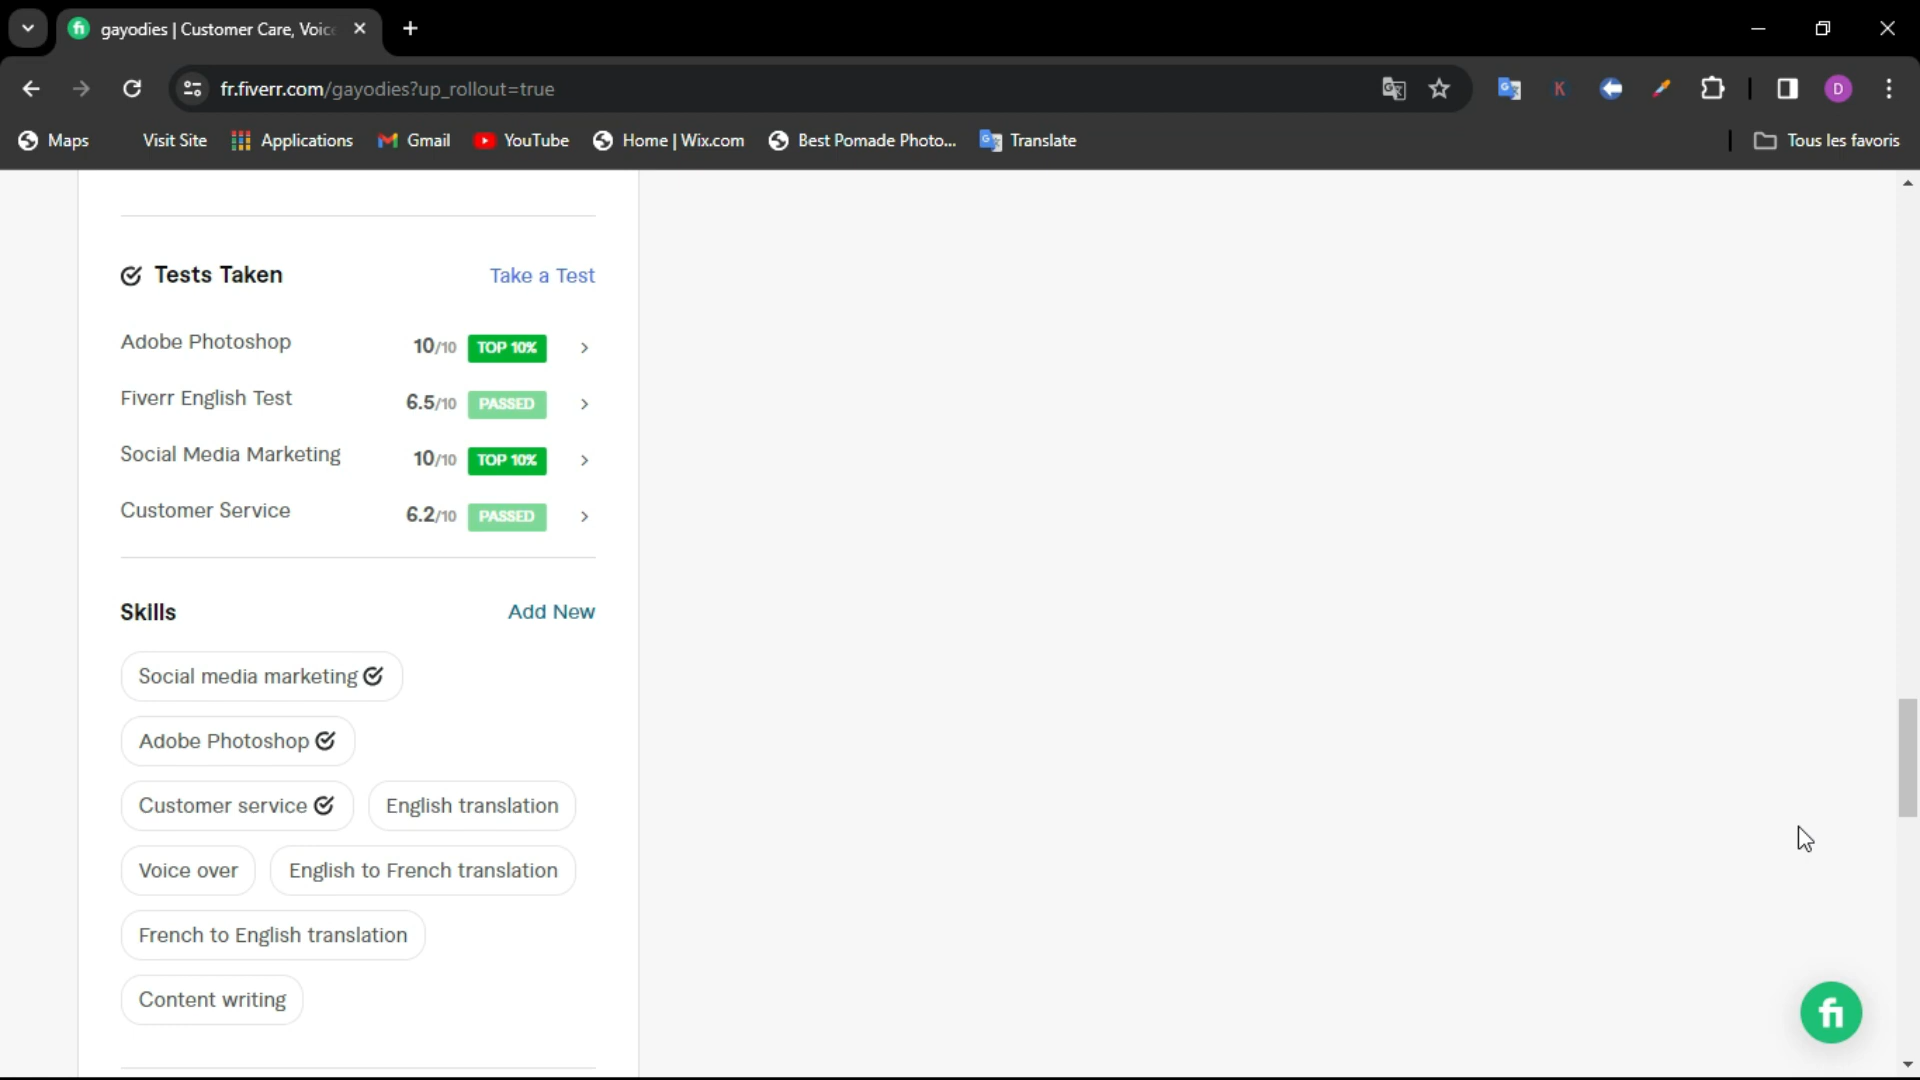 gayodies | Customer Care, Voic
fr.fiverr.com/gayodies?up_rollout=true
K
D
Maps
Visit Site
Applications
Gmail
YouTube
Home | Wix.com
Best Pomade Photo...
Translate
Tous les favoris
Tests Taken
Take a Test
Adobe Photoshop 10/10 TOP 10%
Fiverr English Test 6.5/10 PASSED
Social Media Marketing 10/10 TOP 10%
Customer Service 6.2/10 PASSED
Skills
Add New
Social media marketing
Adobe Photoshop
Customer service
English translation
Voice over
English to French translation
French to English translation
Content writing
fi